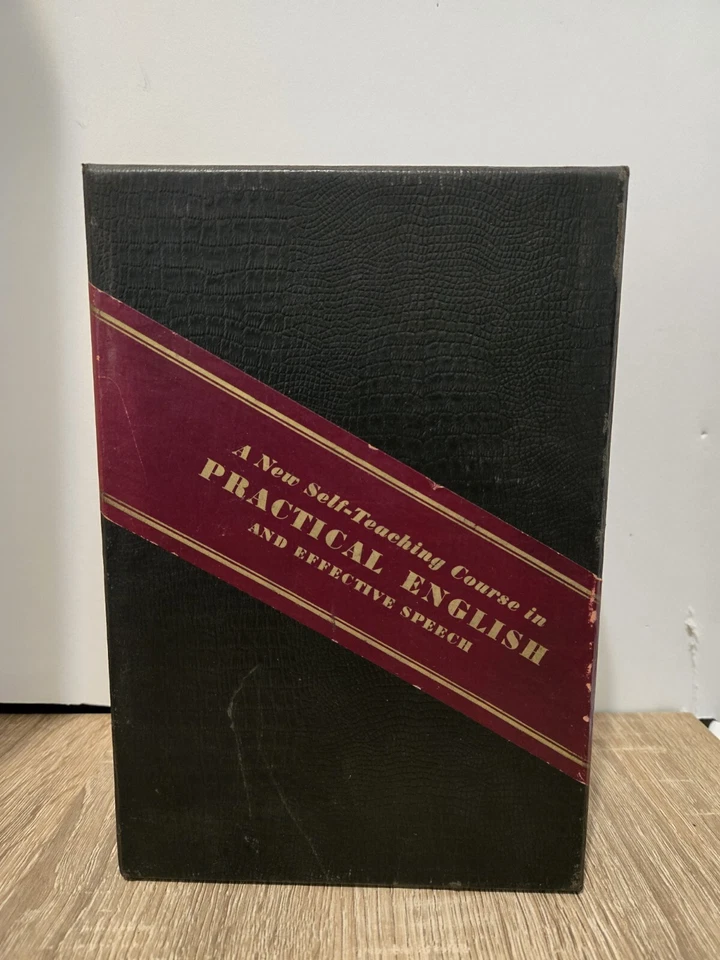 A New Self-Teaching Course in
PRACTICAL ENGLISH
AND EFFECTIVE SPEECH